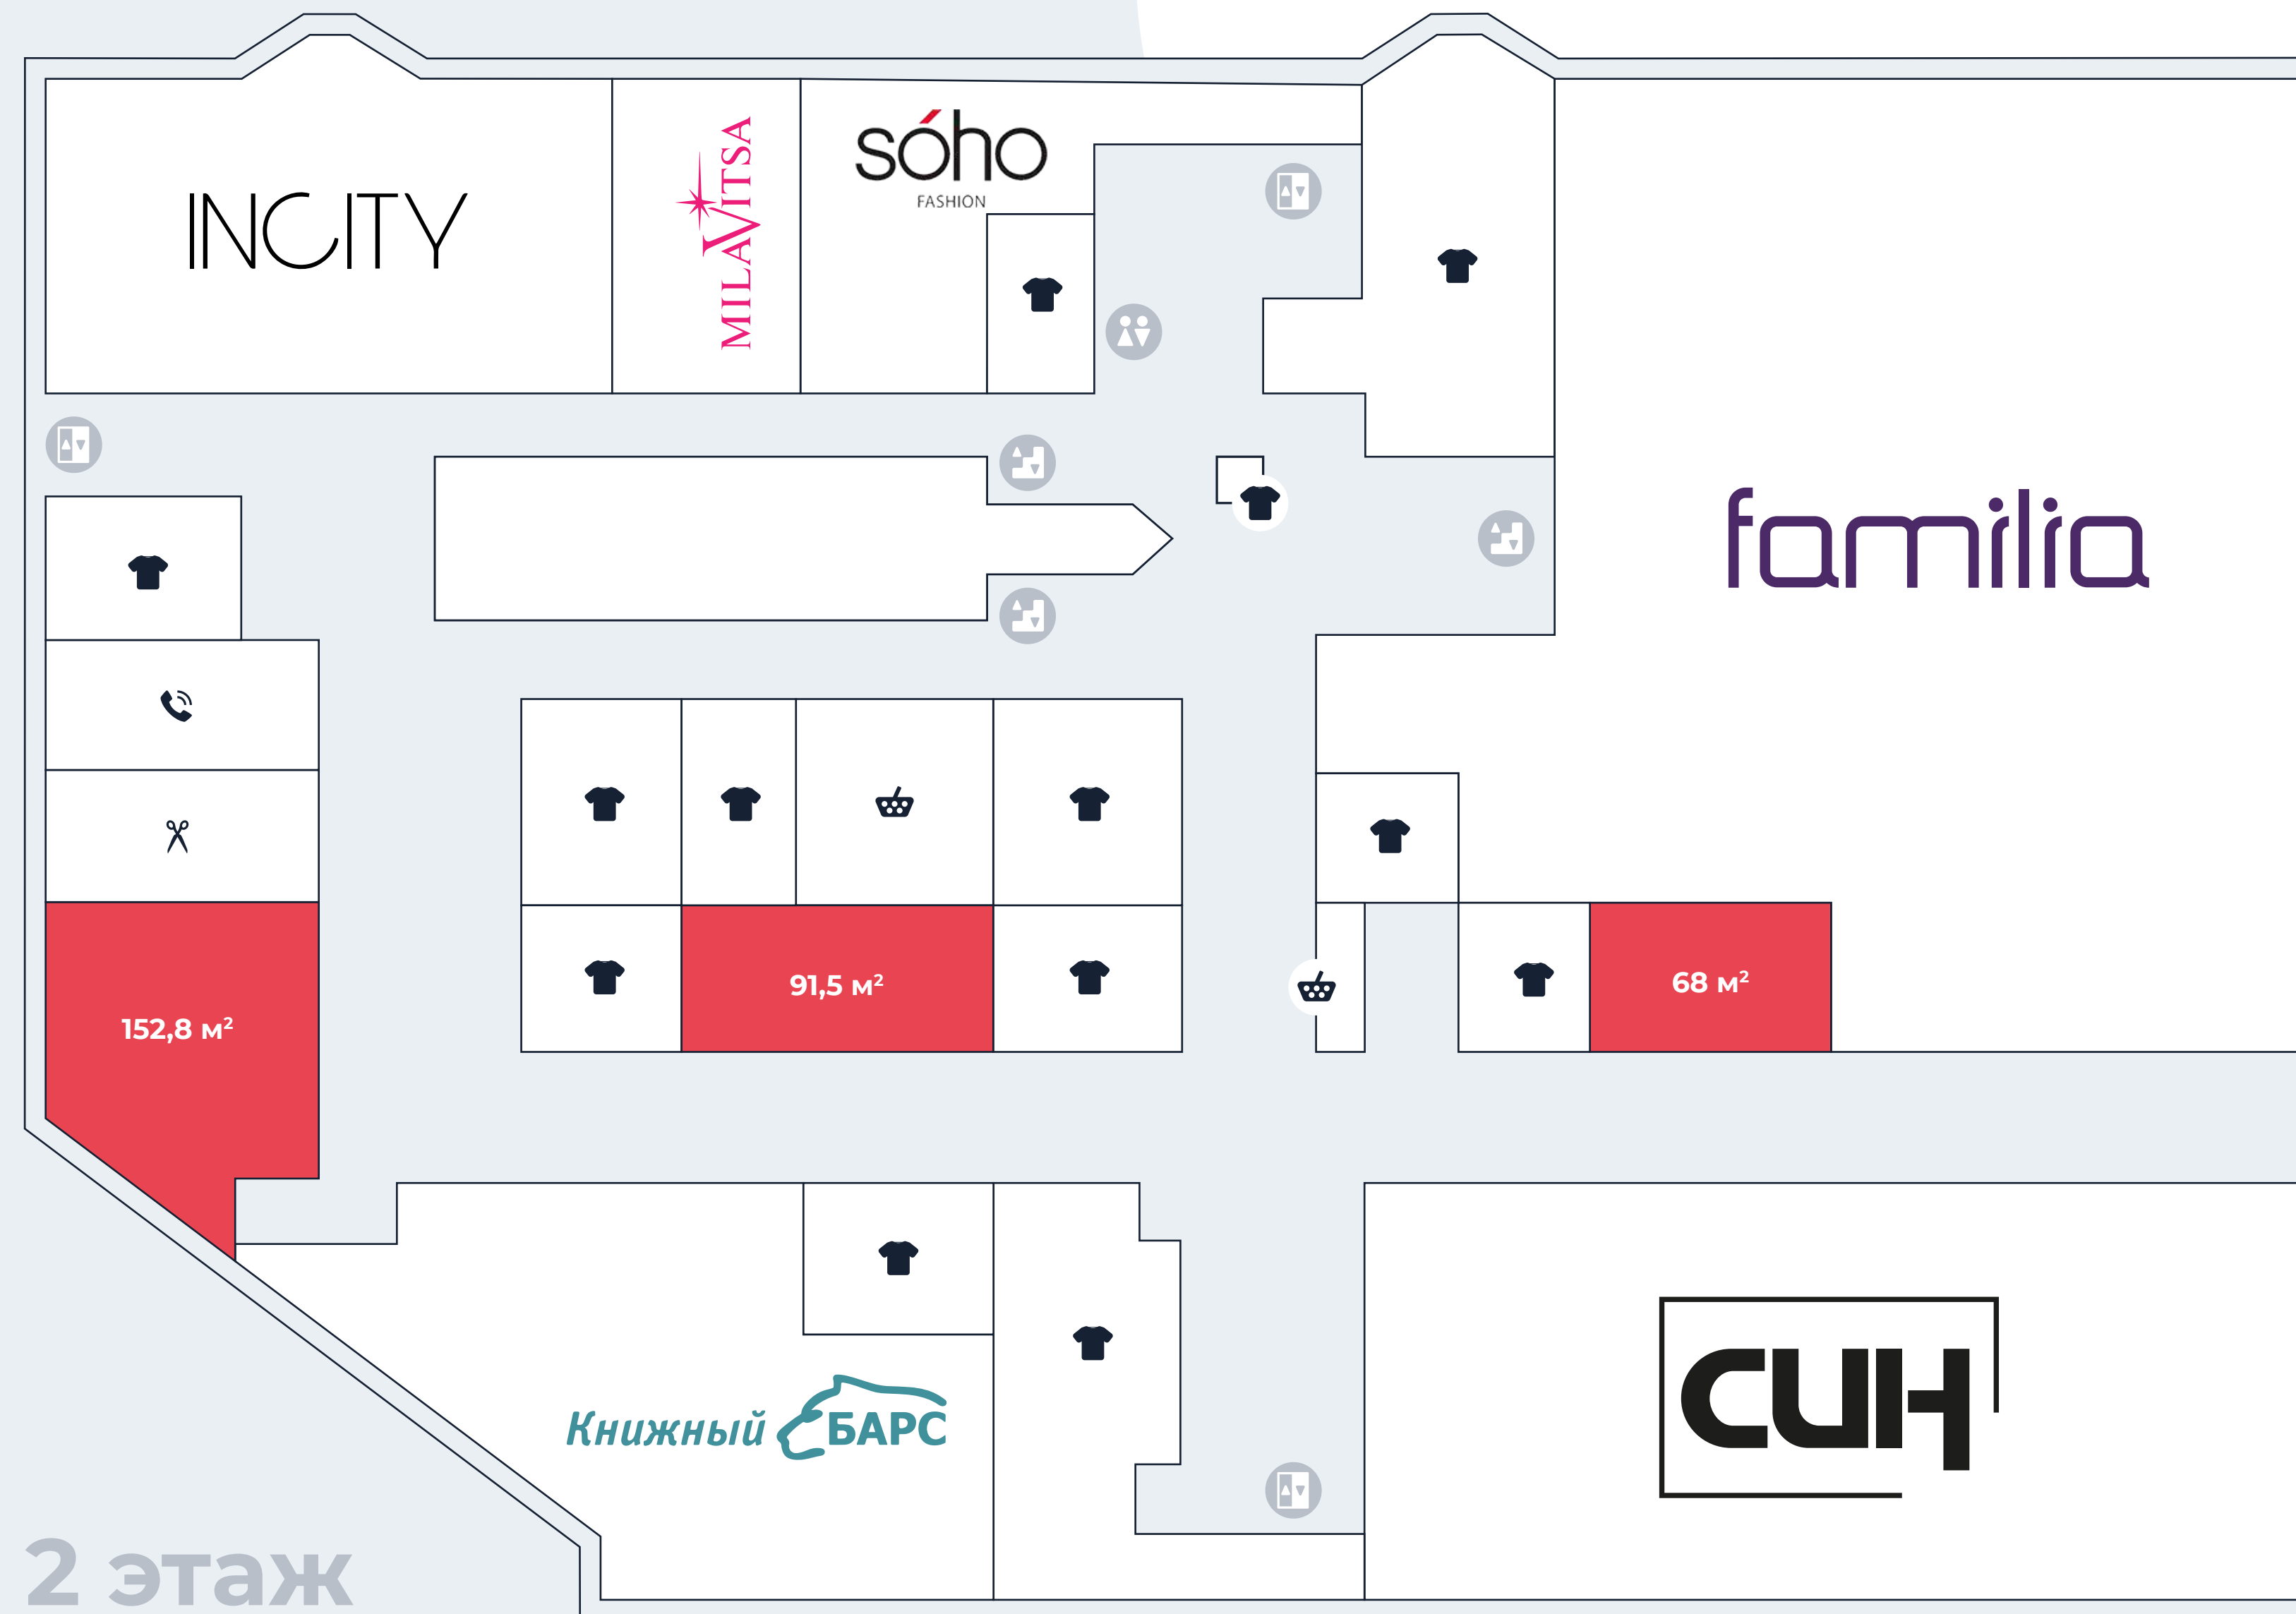 INCITY
MILAVITSA
sóho
FASHION
familia
152,8 м²
91,5 м²
68 м²
Книжный БАРС
СИН
2 этаж